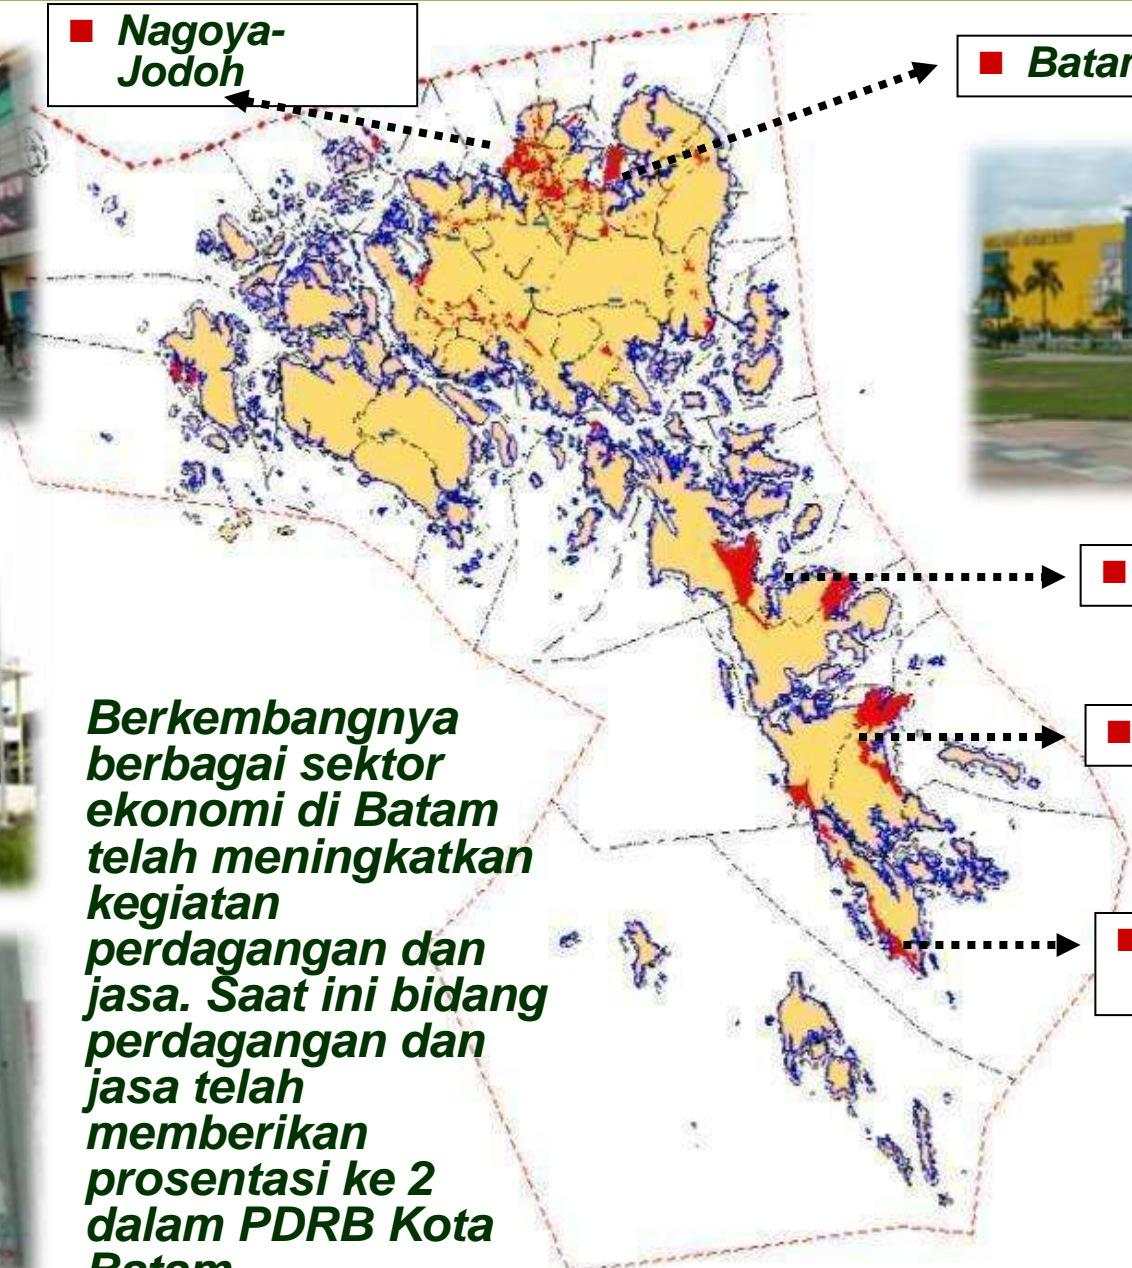 Nagoya-
Jodoh
Berkembangnya
berbagai sektor
ekonomi di Batam
telah meningkatkan
kegiatan
perdagangan dan
jasa. Saat ini bidang
perdagangan dan
jasa telah
memberikan
prosentasi ke 2
dalam PDRB Kota
Batam